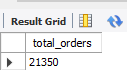 Result Grid
total_orders
21350